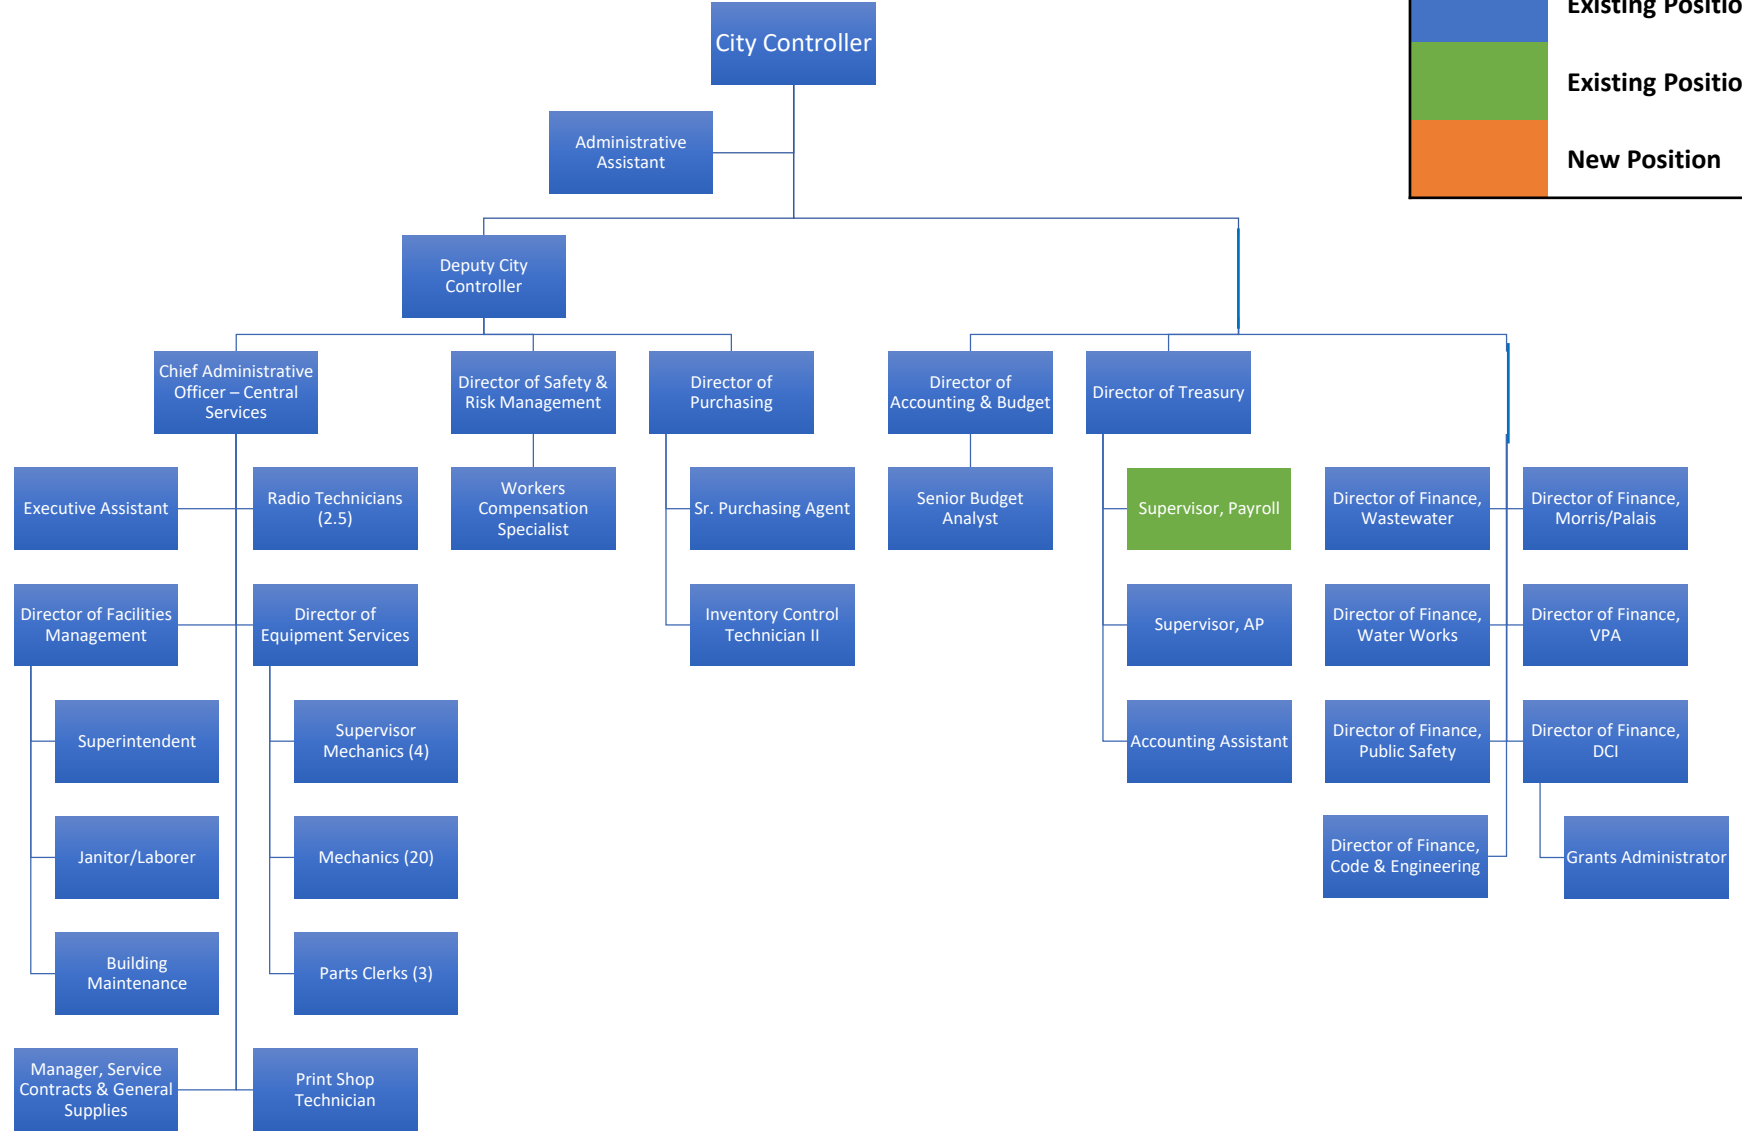 City Controller
Existing Positio
Existing Positio
New Position
Administrative
Assistant
Deputy City
Controller
Chief Administrative
Officer – Central
Services
Director of Safety &
Risk Management
Director of
Purchasing
Director of
Accounting & Budget
Director of Treasury
Executive Assistant
Radio Technicians
(2.5)
Workers
Compensation
Specialist
Sr. Purchasing Agent
Senior Budget
Analyst
Supervisor, Payroll
Director of Finance,
Wastewater
Director of Finance,
Morris/Palais
Director of Facilities
Management
Director of
Equipment Services
Inventory Control
Technician II
Supervisor, AP
Director of Finance,
Water Works
Director of Finance,
VPA
Superintendent
Supervisor
Mechanics (4)
Accounting Assistant
Director of Finance,
Public Safety
Director of Finance,
DCI
Janitor/Laborer
Mechanics (20)
Director of Finance,
Code & Engineering
Grants Administrator
Building
Maintenance
Parts Clerks (3)
Manager, Service
Contracts & General
Supplies
Print Shop
Technician